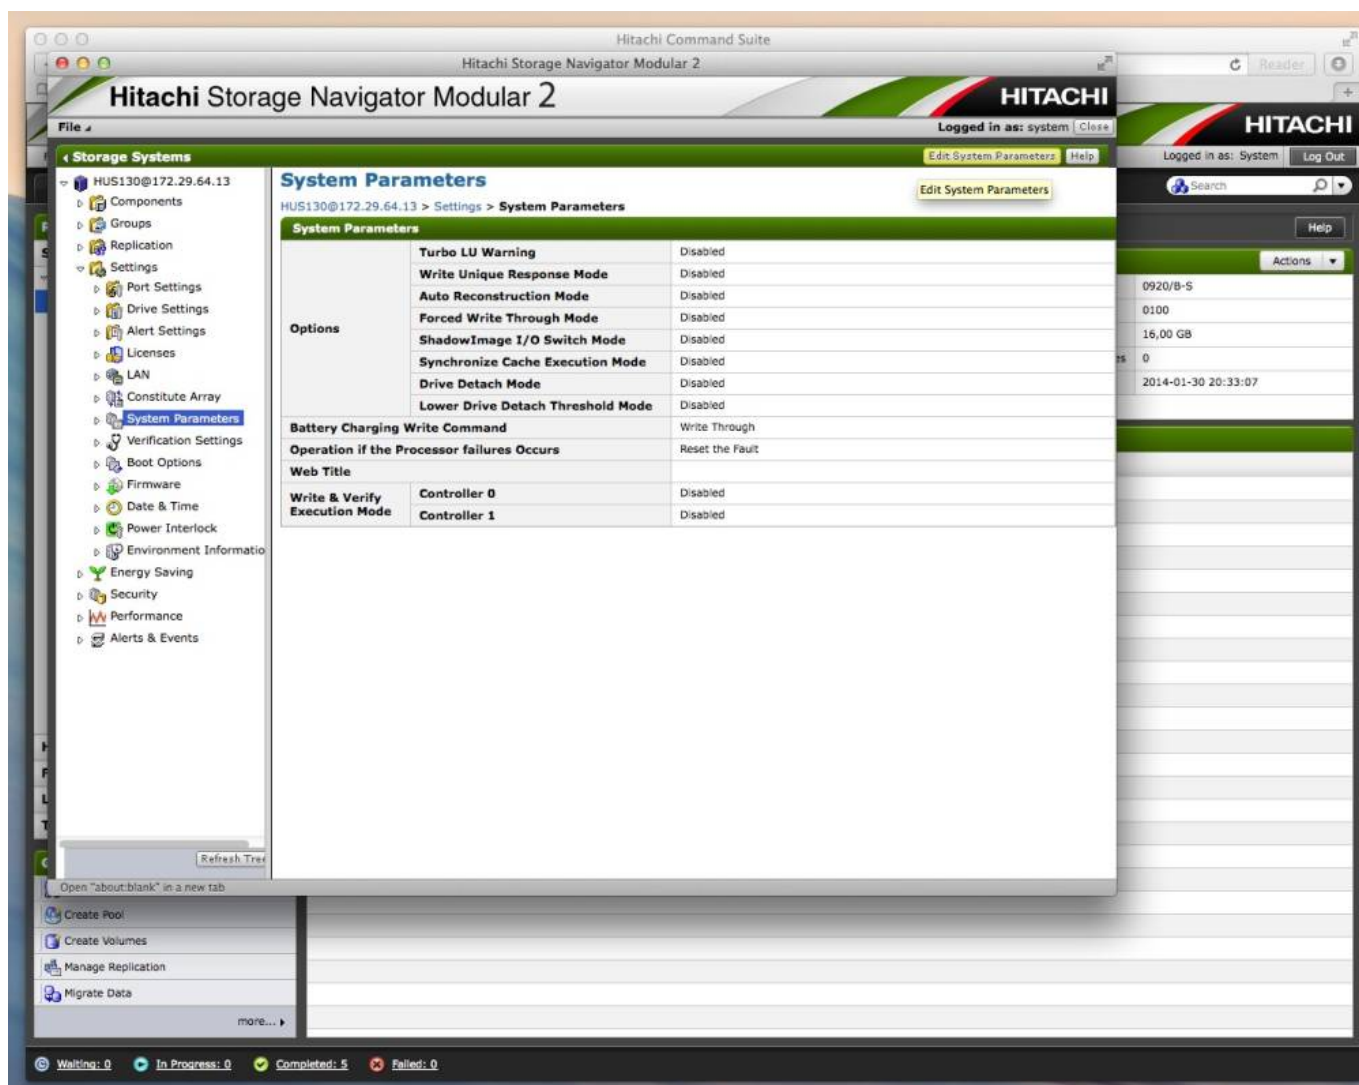 Hitachi Command Suite
Hitachi Storage Navigator Modular 2
Reader
Hitachi Storage Navigator Modular 2
HITACHI
HITACHI
File
Logged in as: system Close
Logged in as: System Log Out
Storage Systems
Edit System Parameters Help
Search
Edit System Parameters
HUS130@172.29.64.13
Components
Groups
Replication
Settings
Port Settings
Drive Settings
Alert Settings
Licenses
LAN
Constitute Array
System Parameters
Verification Settings
Boot Options
Firmware
Date & Time
Power Interlock
Environment Informatio
Energy Saving
Security
Performance
Alerts & Events
Refresh Tree
System Parameters
HUS130@172.29.64.13 > Settings > System Parameters
System Parameters
Options
Turbo LU Warning Disabled
Write Unique Response Mode Disabled
Auto Reconstruction Mode Disabled
Forced Write Through Mode Disabled
ShadowImage I/O Switch Mode Disabled
Synchronize Cache Execution Mode Disabled
Drive Detach Mode Disabled
Lower Drive Detach Threshold Mode Disabled
Battery Charging Write Command Write Through
Operation if the Processor failures Occurs Reset the Fault
Web Title
Write & Verify
Execution Mode
Controller 0 Disabled
Controller 1 Disabled
Help
Actions
0920/B-S
0100
16,00 GB
es 0
2014-01-30 20:33:07
Open "about:blank" in a new tab
Create Pool
Create Volumes
Manage Replication
Migrate Data
more...
Waiting: 0 In Progress: 0 Completed: 5 Failed: 0